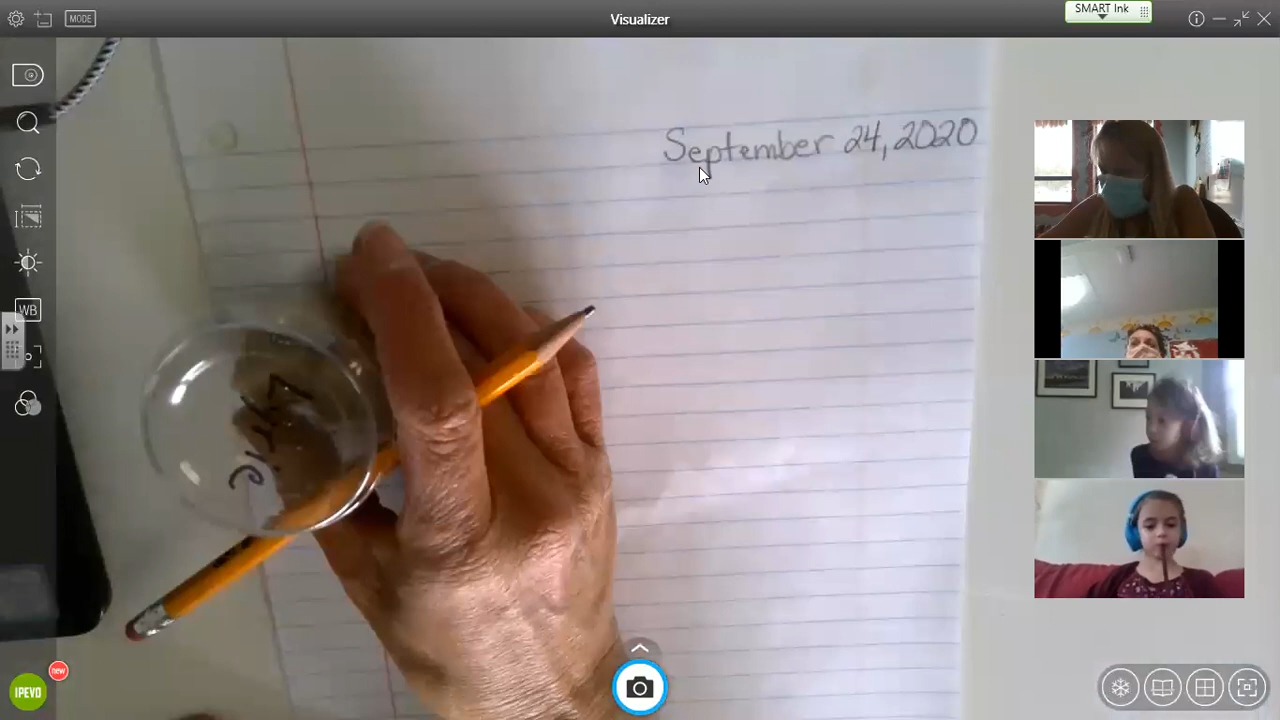 Visualizer
MODE
SMART Ink
September 24, 2020
WB
new
IPEVO